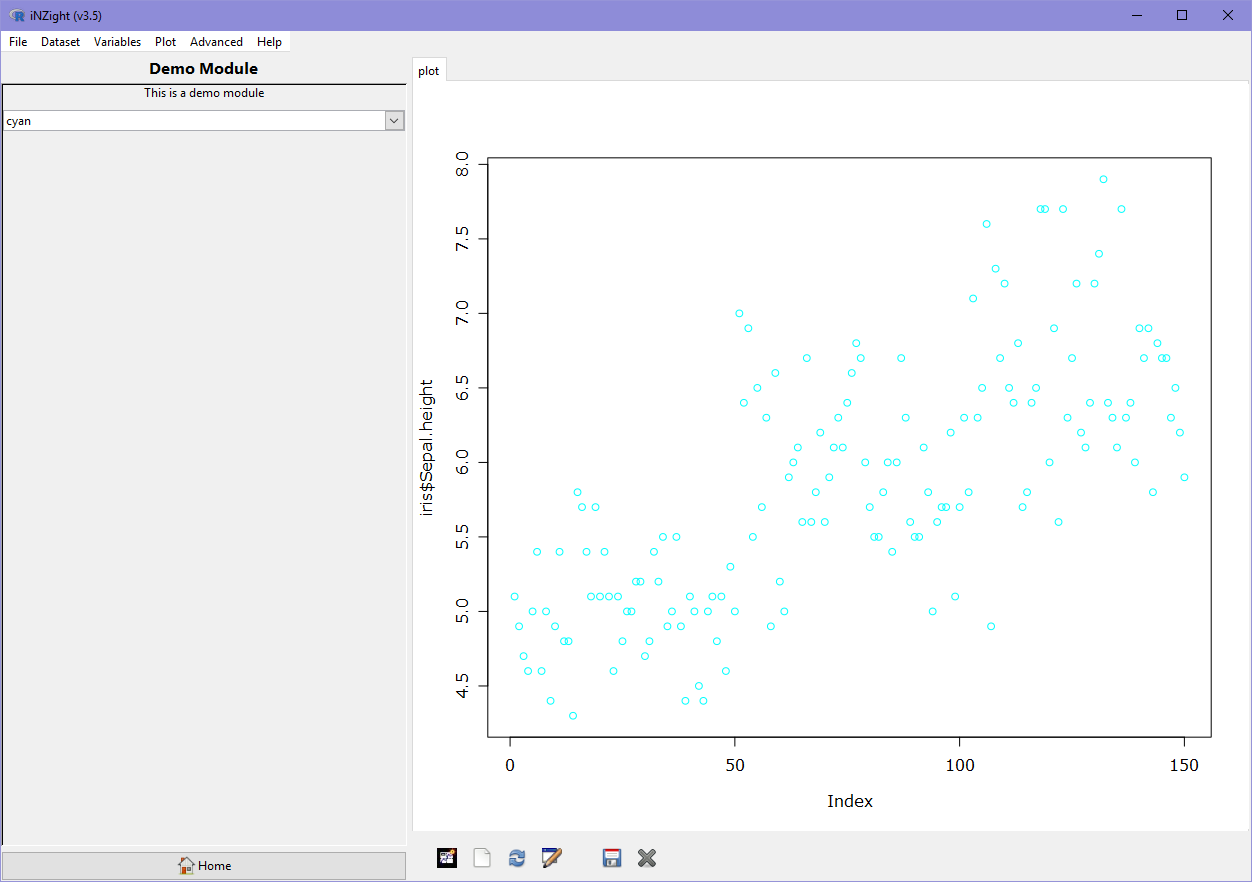 iNZight (v3.5)
File Dataset Variables Plot Advanced Help
Demo Module
This is a demo module
cyan
Home
plot
8.0
7.5
7.0
6.5
6.0
5.5
5.0
4.5
iris$Sepal.height
0 50 100 150
Index